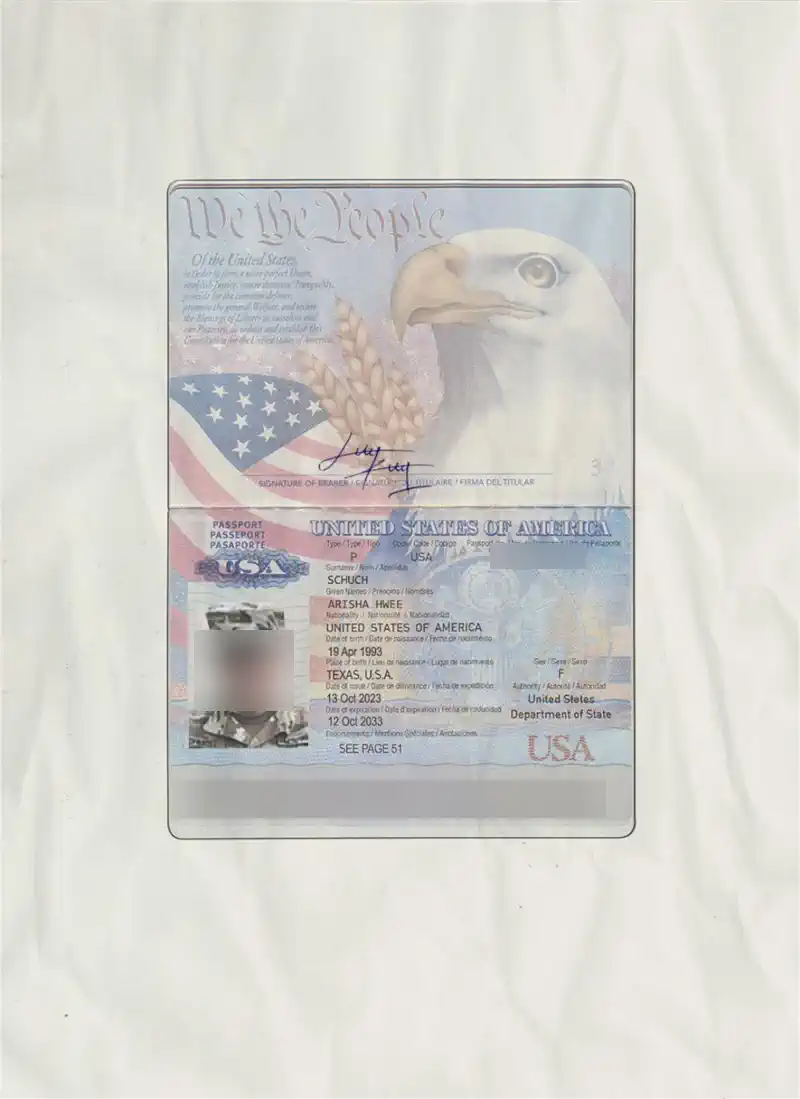 We the People
Of the United States,
in Order to form a more perfect Union,
establish Justice, insure domestic Tranquility,
provide for the common defence,
promote the general Welfare, and secure
the Blessings of Liberty to ourselves and
our Posterity, do ordain and establish this
Constitution for the United States of America.
3
SIGNATURE OF BEARER / SIGNATURE DU TITULAIRE / FIRMA DEL TITULAR
PASSPORT
PASSEPORT
PASAPORTE
USA
UNITED STATES OF AMERICA
Type / Type / Tipo Code / Code / Código Passport
P USA
Surname / Nom / Apellidos
SCHUCH
Given Names / Prénoms / Nombres
ARISHA HWEE
Nationality / Nationalité / Nacionalidad
UNITED STATES OF AMERICA
Date of birth / Date de naissance / Fecha de nacimiento
19 Apr 1993
Place of birth / Lieu de naissance / Lugar de nacimiento Sex / Sexe / Sexo
TEXAS, U.S.A. F
Date of issue / Date de délivrance / Fecha de expedición Authority / Autorité / Autoridad
13 Oct 2023 United States
Date of expiration / Date d'expiration / Fecha de caducidad
12 Oct 2033 Department of State
Endorsements / Mentions Spéciales / Anotaciones
SEE PAGE 51
USA